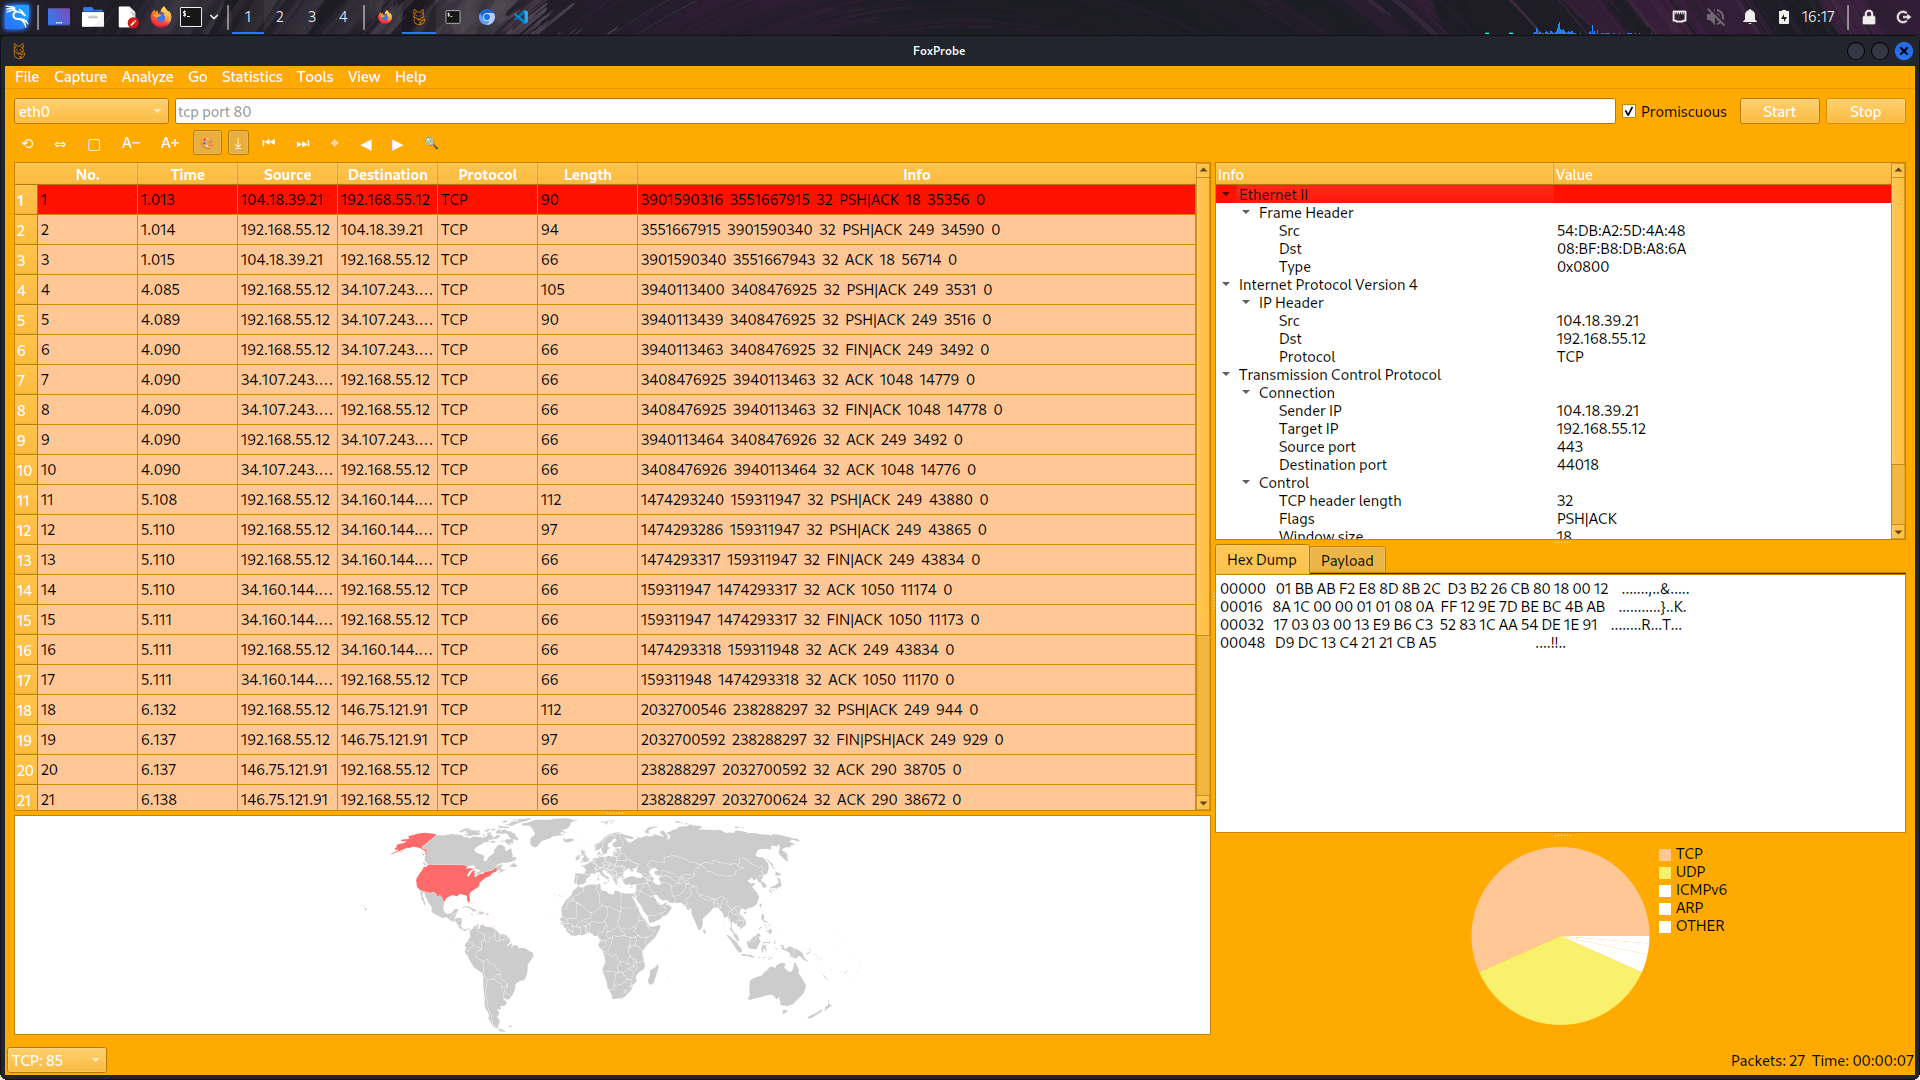 1 2 3 4 16:17
FoxProbe
File Capture Analyze Go Statistics Tools View Help
eth0 tcp port 80 Promiscuous Start Stop
A− A+
No. Time Source Destination Protocol Length Info
1 1 1.013 104.18.39.21 192.168.55.12 TCP 90 3901590316 3551667915 32 PSH|ACK 18 35356 0
2 2 1.014 192.168.55.12 104.18.39.21 TCP 94 3551667915 3901590340 32 PSH|ACK 249 34590 0
3 3 1.015 104.18.39.21 192.168.55.12 TCP 66 3901590340 3551667943 32 ACK 18 56714 0
4 4 4.085 192.168.55.12 34.107.243.... TCP 105 3940113400 3408476925 32 PSH|ACK 249 3531 0
5 5 4.089 192.168.55.12 34.107.243.... TCP 90 3940113439 3408476925 32 PSH|ACK 249 3516 0
6 6 4.090 192.168.55.12 34.107.243.... TCP 66 3940113463 3408476925 32 FIN|ACK 249 3492 0
7 7 4.090 34.107.243.... 192.168.55.12 TCP 66 3408476925 3940113463 32 ACK 1048 14779 0
8 8 4.090 34.107.243.... 192.168.55.12 TCP 66 3408476925 3940113463 32 FIN|ACK 1048 14778 0
9 9 4.090 192.168.55.12 34.107.243.... TCP 66 3940113464 3408476926 32 ACK 249 3492 0
10 10 4.090 34.107.243.... 192.168.55.12 TCP 66 3408476926 3940113464 32 ACK 1048 14776 0
11 11 5.108 192.168.55.12 34.160.144.... TCP 112 1474293240 159311947 32 PSH|ACK 249 43880 0
12 12 5.110 192.168.55.12 34.160.144.... TCP 97 1474293286 159311947 32 PSH|ACK 249 43865 0
13 13 5.110 192.168.55.12 34.160.144.... TCP 66 1474293317 159311947 32 FIN|ACK 249 43834 0
14 14 5.110 34.160.144.... 192.168.55.12 TCP 66 159311947 1474293317 32 ACK 1050 11174 0
15 15 5.111 34.160.144.... 192.168.55.12 TCP 66 159311947 1474293317 32 FIN|ACK 1050 11173 0
16 16 5.111 192.168.55.12 34.160.144.... TCP 66 1474293318 159311948 32 ACK 249 43834 0
17 17 5.111 34.160.144.... 192.168.55.12 TCP 66 159311948 1474293318 32 ACK 1050 11170 0
18 18 6.132 192.168.55.12 146.75.121.91 TCP 112 2032700546 238288297 32 PSH|ACK 249 944 0
19 19 6.137 192.168.55.12 146.75.121.91 TCP 97 2032700592 238288297 32 FIN|PSH|ACK 249 929 0
20 20 6.137 146.75.121.91 192.168.55.12 TCP 66 238288297 2032700592 32 ACK 290 38705 0
21 21 6.138 146.75.121.91 192.168.55.12 TCP 66 238288297 2032700624 32 ACK 290 38672 0
Info Value
Ethernet II
Frame Header
Src 54:DB:A2:5D:4A:48
Dst 08:BF:B8:DB:A8:6A
Type 0x0800
Internet Protocol Version 4
IP Header
Src 104.18.39.21
Dst 192.168.55.12
Protocol TCP
Transmission Control Protocol
Connection
Sender IP 104.18.39.21
Target IP 192.168.55.12
Source port 443
Destination port 44018
Control
TCP header length 32
Flags PSH|ACK
Window size 18
Hex Dump Payload
00000 01 BB AB F2 E8 8D 8B 2C D3 B2 26 CB 80 18 00 12 .......,..&.....
00016 8A 1C 00 00 01 01 08 0A FF 12 9E 7D BE BC 4B AB ...........}..K.
00032 17 03 03 00 13 E9 B6 C3 52 83 1C AA 54 DE 1E 91 ........R...T...
00048 D9 DC 13 C4 21 21 CB A5 ....!!..
TCP
UDP
ICMPv6
ARP
OTHER
TCP: 85 Packets: 27 Time: 00:00:07